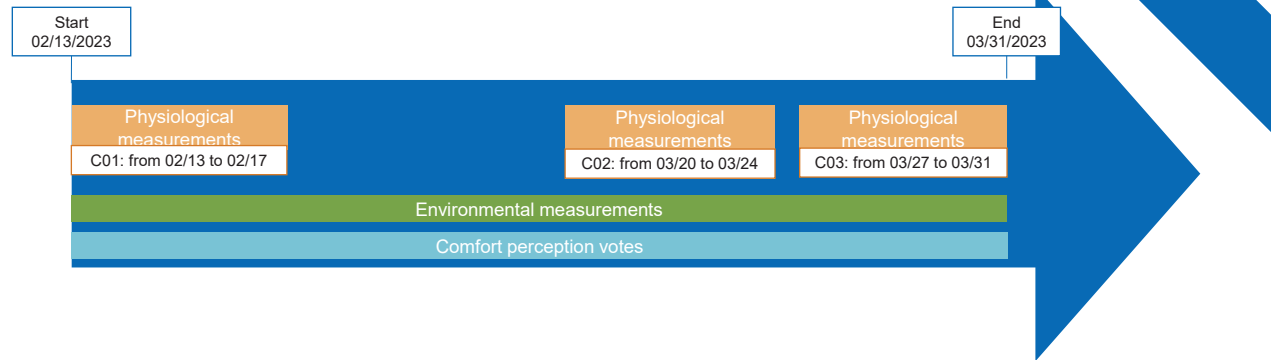 Start
02/13/2023
End
03/31/2023
Physiological
measurements
C01: from 02/13 to 02/17
Physiological
measurements
C02: from 03/20 to 03/24
Physiological
measurements
C03: from 03/27 to 03/31
Environmental measurements
Comfort perception votes